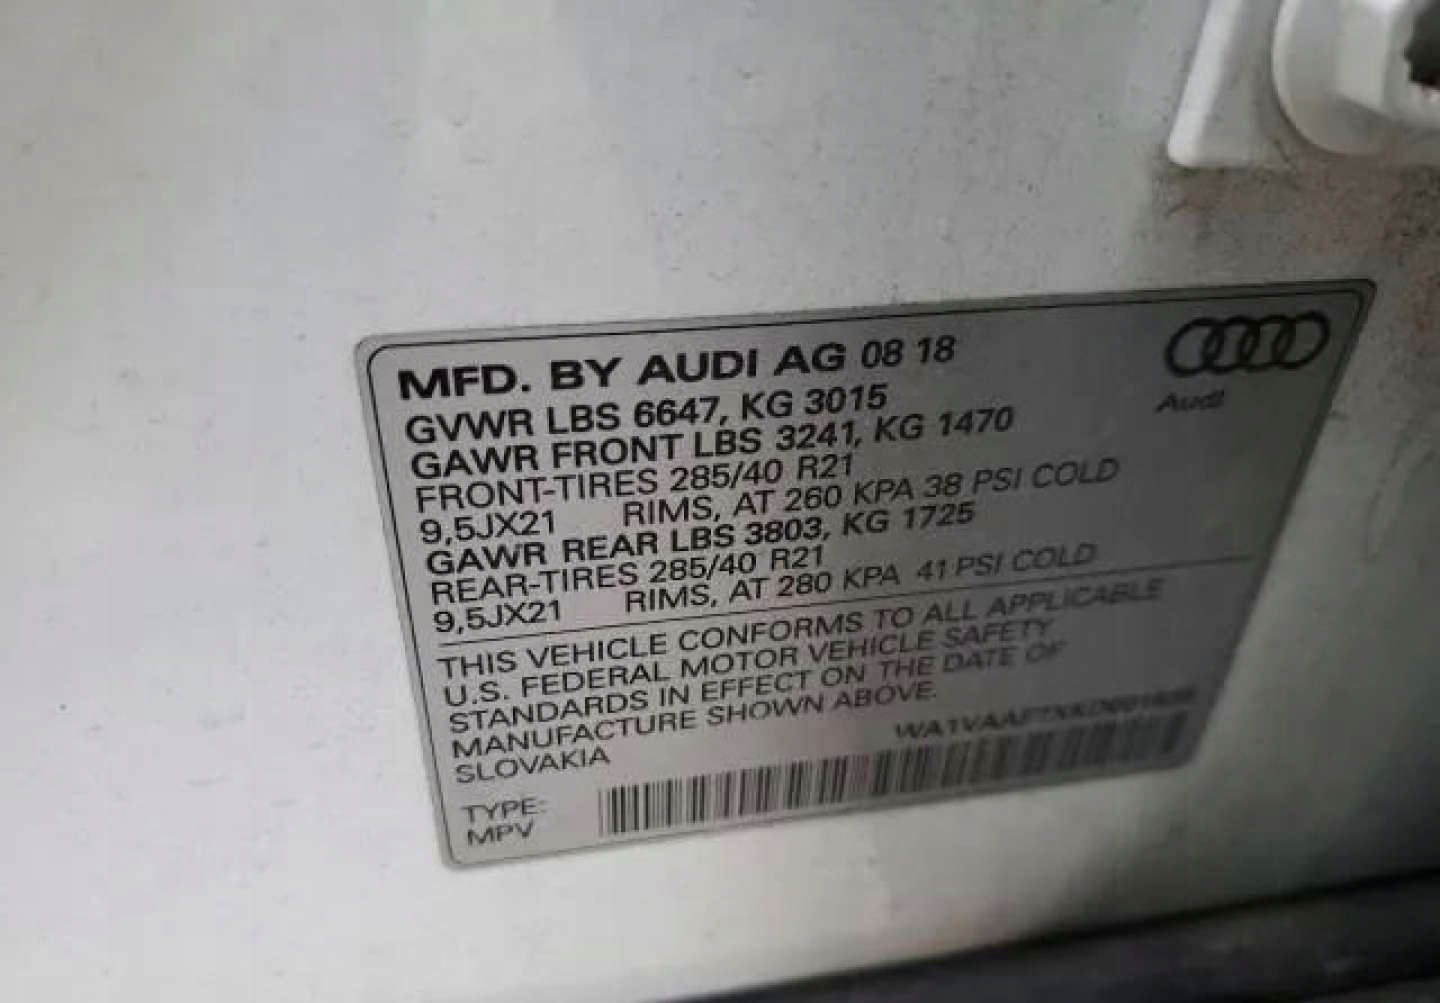 MFD. BY AUDI AG 08 18
Audi
GVWR LBS 6647, KG 3015
GAWR FRONT LBS 3241, KG 1470
FRONT-TIRES 285/40 R21
9,5JX21 RIMS, AT 260 KPA 38 PSI COLD
GAWR REAR LBS 3803, KG 1725
REAR-TIRES 285/40 R21
9,5JX21 RIMS, AT 280 KPA 41 PSI COLD
THIS VEHICLE CONFORMS TO ALL APPLICABLE
U.S. FEDERAL MOTOR VEHICLE SAFETY
STANDARDS IN EFFECT ON THE DATE OF
MANUFACTURE SHOWN ABOVE.
SLOVAKIA
TYPE:
MPV